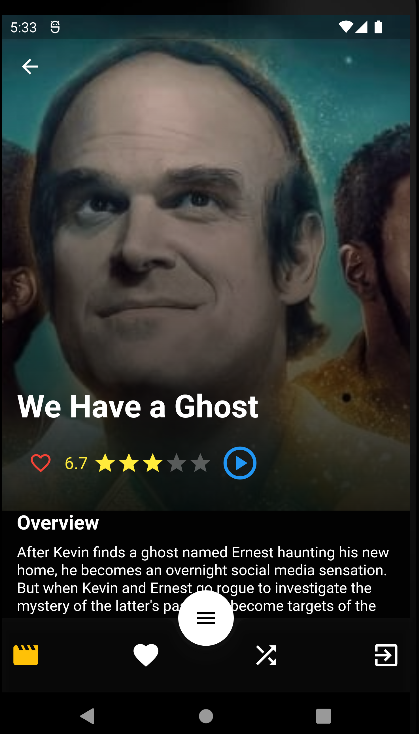 5:33
We Have a Ghost
6.7
Overview
After Kevin finds a ghost named Ernest haunting his new
home, he becomes an overnight social media sensation.
But when Kevin and Ernest go rogue to investigate the
mystery of the latter's become targets of the